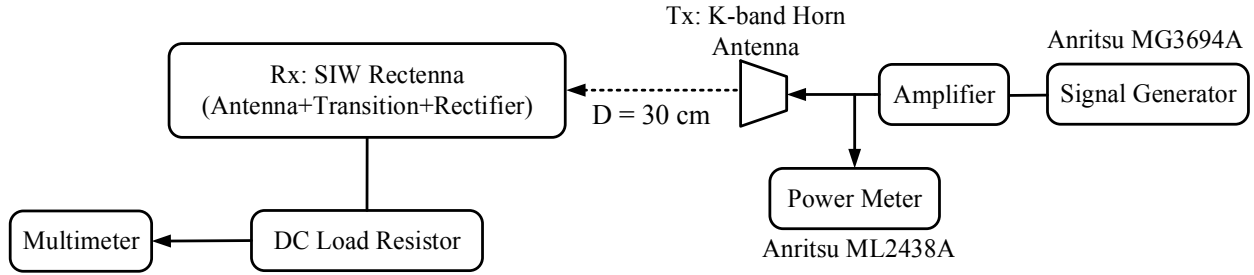 Tx: K-band Horn
Antenna
Anritsu MG3694A
Rx: SIW Rectenna
(Antenna+Transition+Rectifier)
D = 30 cm
Amplifier
Signal Generator
Power Meter
Anritsu ML2438A
Multimeter
DC Load Resistor